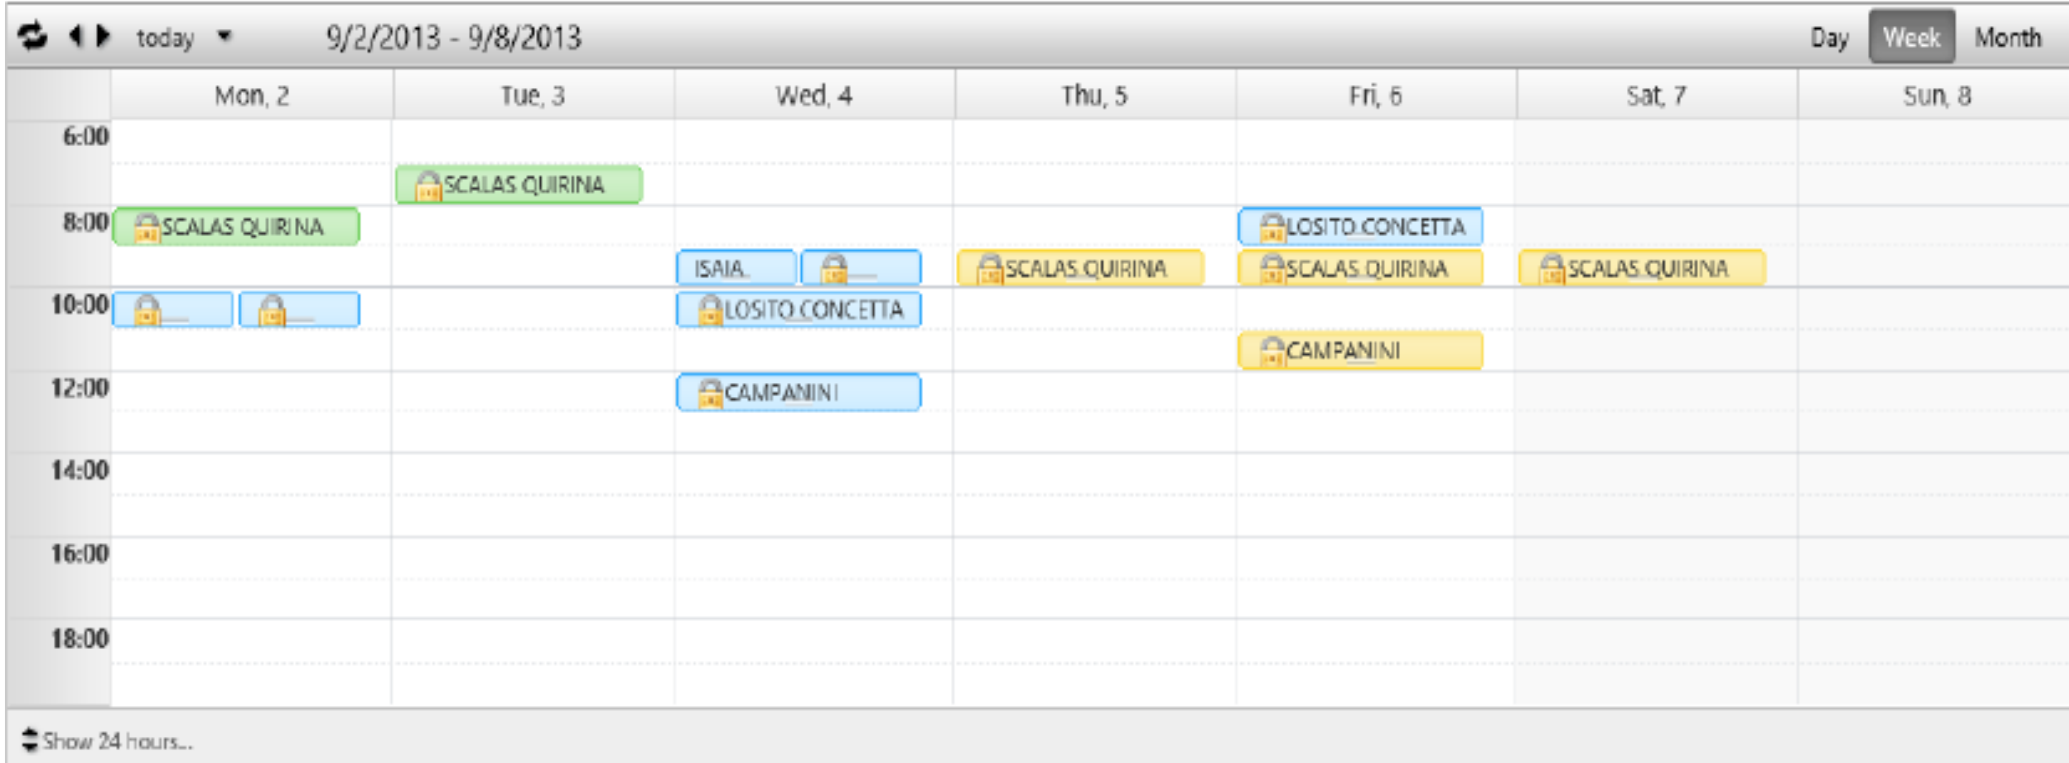 today 9/2/2013 - 9/8/2013 Day Week Month
Mon, 2 Tue, 3 Wed, 4 Thu, 5 Fri, 6 Sat, 7 Sun, 8
6:00
SCALAS QUIRINA
8:00 SCALAS QUIRINA LOSITO CONCETTA
ISAIA SCALAS QUIRINA SCALAS QUIRINA SCALAS QUIRINA
10:00 LOSITO CONCETTA
CAMPANINI
12:00 CAMPANINI
14:00
16:00
18:00
Show 24 hours...